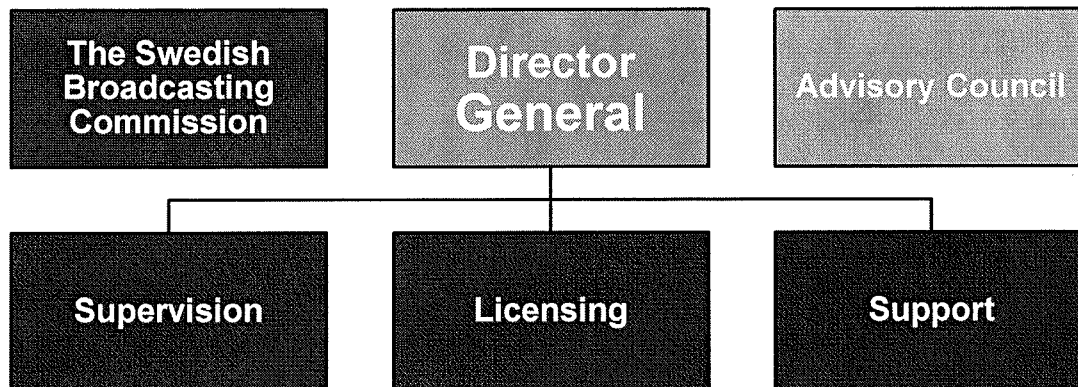 The Swedish
Broadcasting
Commission
Director
General
Advisory Council
Supervision
Licensing
Support